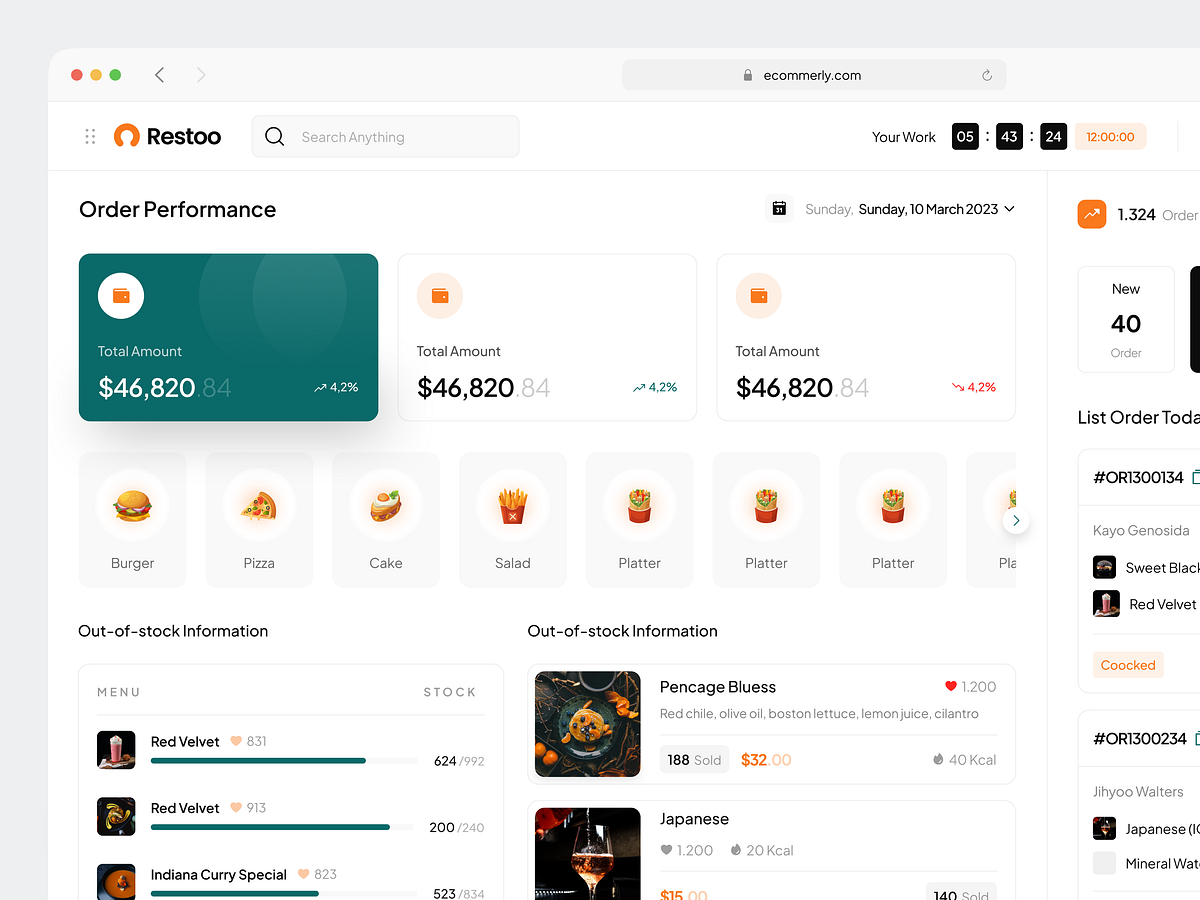 ecommerly.com
Restoo
Search Anything
Your Work 05 : 43 : 24 12:00:00
Order Performance
31
Sunday, Sunday, 10 March 2023
1.324 Order
Total Amount
$46,820.84
4,2%
Total Amount
$46,820.84
4,2%
Total Amount
$46,820.84
4,2%
New
40
Order
Burger
Pizza
Cake
Salad
Platter
Platter
Platter
Pla
List Order Toda
#OR1300134
Kayo Genosida
Sweet Black
Red Velvet
Coocked
#OR1300234
Jihyoo Walters
Japanese (IC
Mineral Wat
Out-of-stock Information
MENU STOCK
Red Velvet 831
624/992
Red Velvet 913
200/240
Indiana Curry Special 823
523/834
Out-of-stock Information
Pencage Bluess 1.200
Red chile, olive oil, boston lettuce, lemon juice, cilantro
188 Sold $32.00 40 Kcal
Japanese
1.200 20 Kcal
$15.00 140 Sold